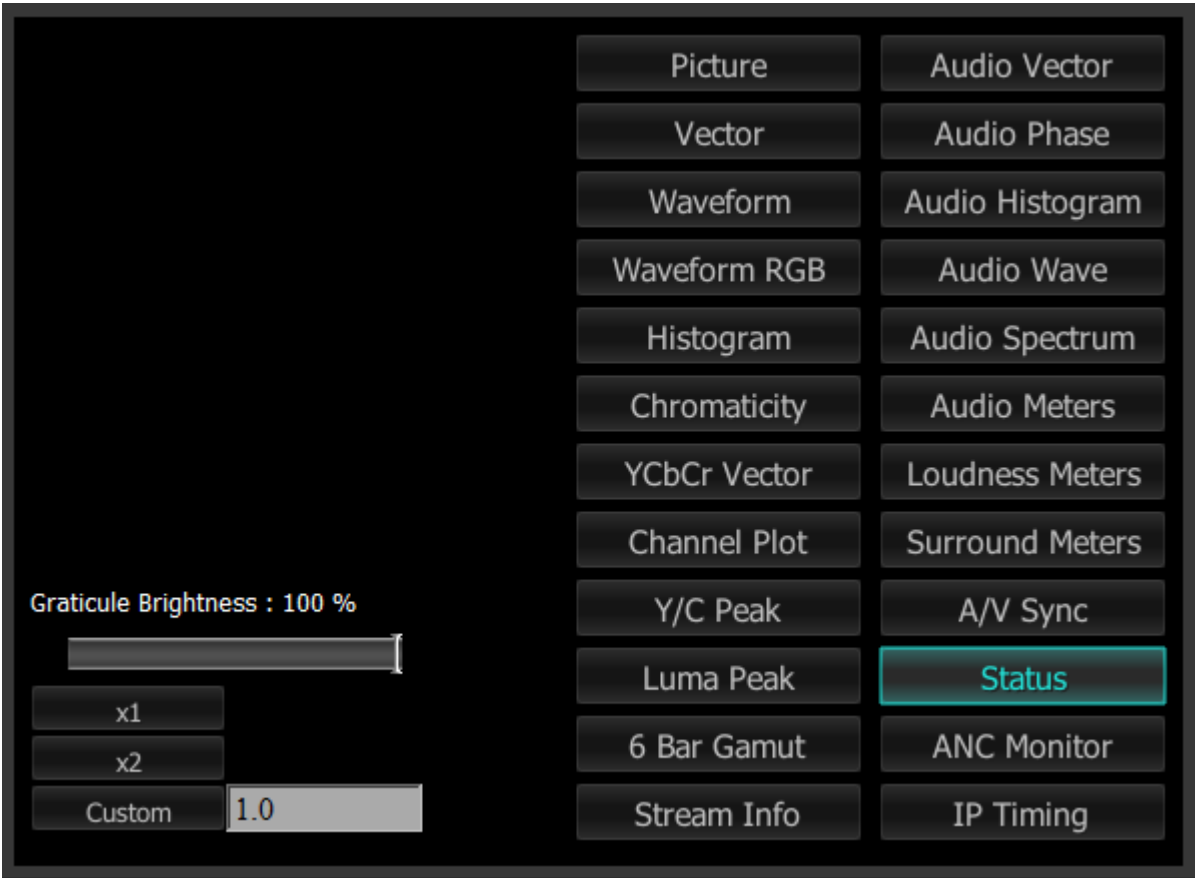 Picture
Audio Vector
Vector
Audio Phase
Waveform
Audio Histogram
Waveform RGB
Audio Wave
Histogram
Audio Spectrum
Chromaticity
Audio Meters
YCbCr Vector
Loudness Meters
Channel Plot
Surround Meters
Graticule Brightness : 100 %
Y/C Peak
A/V Sync
Luma Peak
Status
x1
6 Bar Gamut
ANC Monitor
x2
Custom
1.0
Stream Info
IP Timing